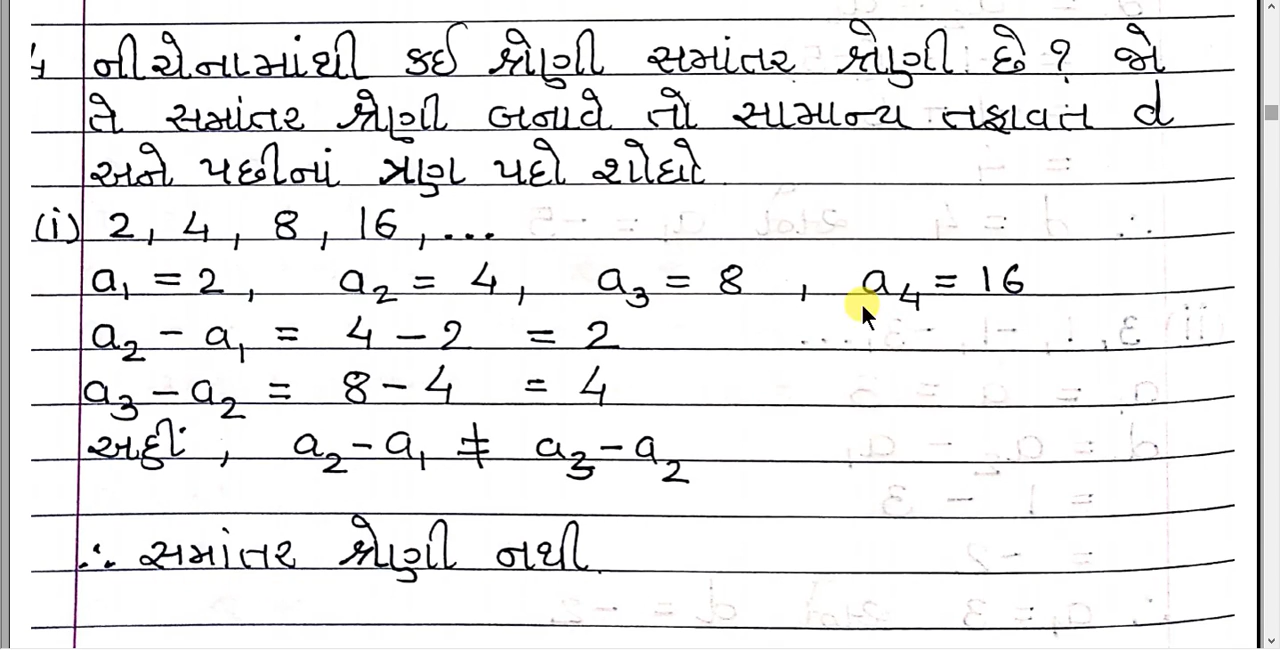 4 નીચેનામાંથી કઈ શ્રેણી સમાંતર શ્રેણી છે? જો
તે સમાંતર શ્રેણી બનાવે તો સામાન્ય તફાવત d
અને પછીનાં ત્રણ પદો શોધો.
(i) 2, 4, 8, 16, ...
a₁ = 2, a₂ = 4, a₃ = 8, a₄ = 16
a₂ - a₁ = 4 - 2 = 2
a₃ - a₂ = 8 - 4 = 4
અહીં, a₂ - a₁ ≠ a₃ - a₂
∴ સમાંતર શ્રેણી નથી.